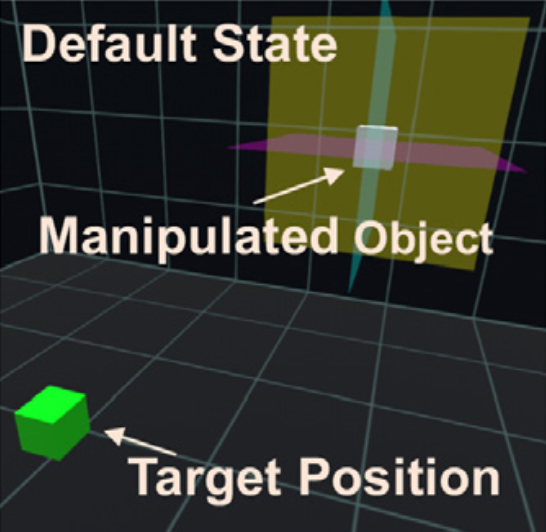 Default State
Manipulated Object
Target Position